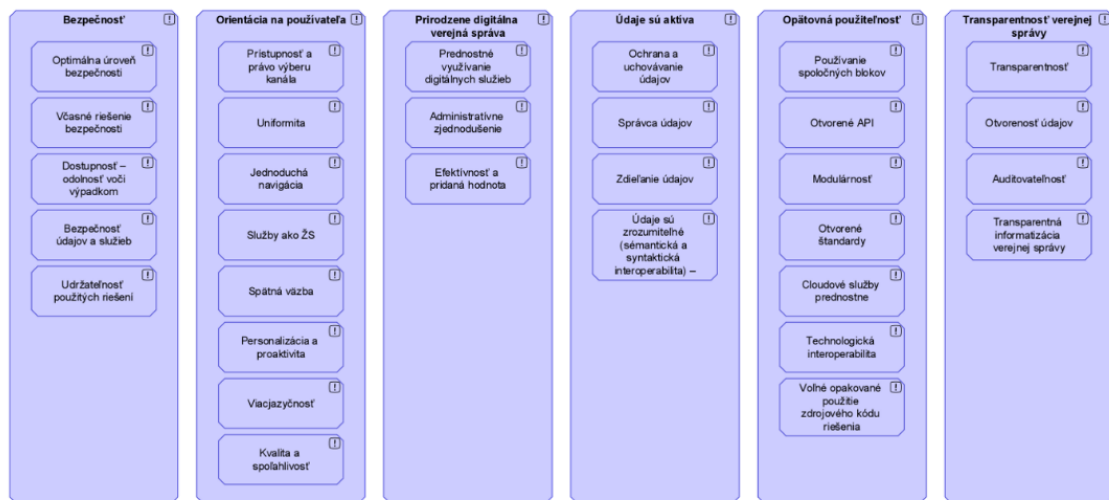 Bezpečnosť
Optimálna úroveň
bezpečnosti
Včasné riešenie
bezpečnosti
Dostupnosť –
odolnosť voči
výpadkom
Bezpečnosť
údajov a služieb
Udržateľnosť
použitých riešení
Orientácia na používateľa
Prístupnosť a
právo výberu
kanála
Uniformita
Jednoduchá
navigácia
Služby ako ŽS
Spätná väzba
Personalizácia a
proaktivita
Viacjazyčnosť
Kvalita a
spoľahlivosť
Prirodzene digitálna
verejná správa
Prednostné
využívanie
digitálnych služieb
Administratívne
zjednodušenie
Efektívnosť a
pridaná hodnota
Údaje sú aktíva
Ochrana a
uchovávanie
údajov
Správca údajov
Zdieľanie údajov
Údaje sú
zrozumiteľné
(sémantická a
syntaktická
interoperabilita) –
Opätovná použiteľnosť
Používanie
spoločných blokov
Otvorené API
Modulárnosť
Otvorené
štandardy
Cloudové služby
prednostne
Technologická
interoperabilita
Voľné opakované
použitie
zdrojového kódu
riešenia
Transparentnosť verejnej
správy
Transparentnosť
Otvorenosť údajov
Auditovateľnosť
Transparentná
informatizácia
verejnej správy